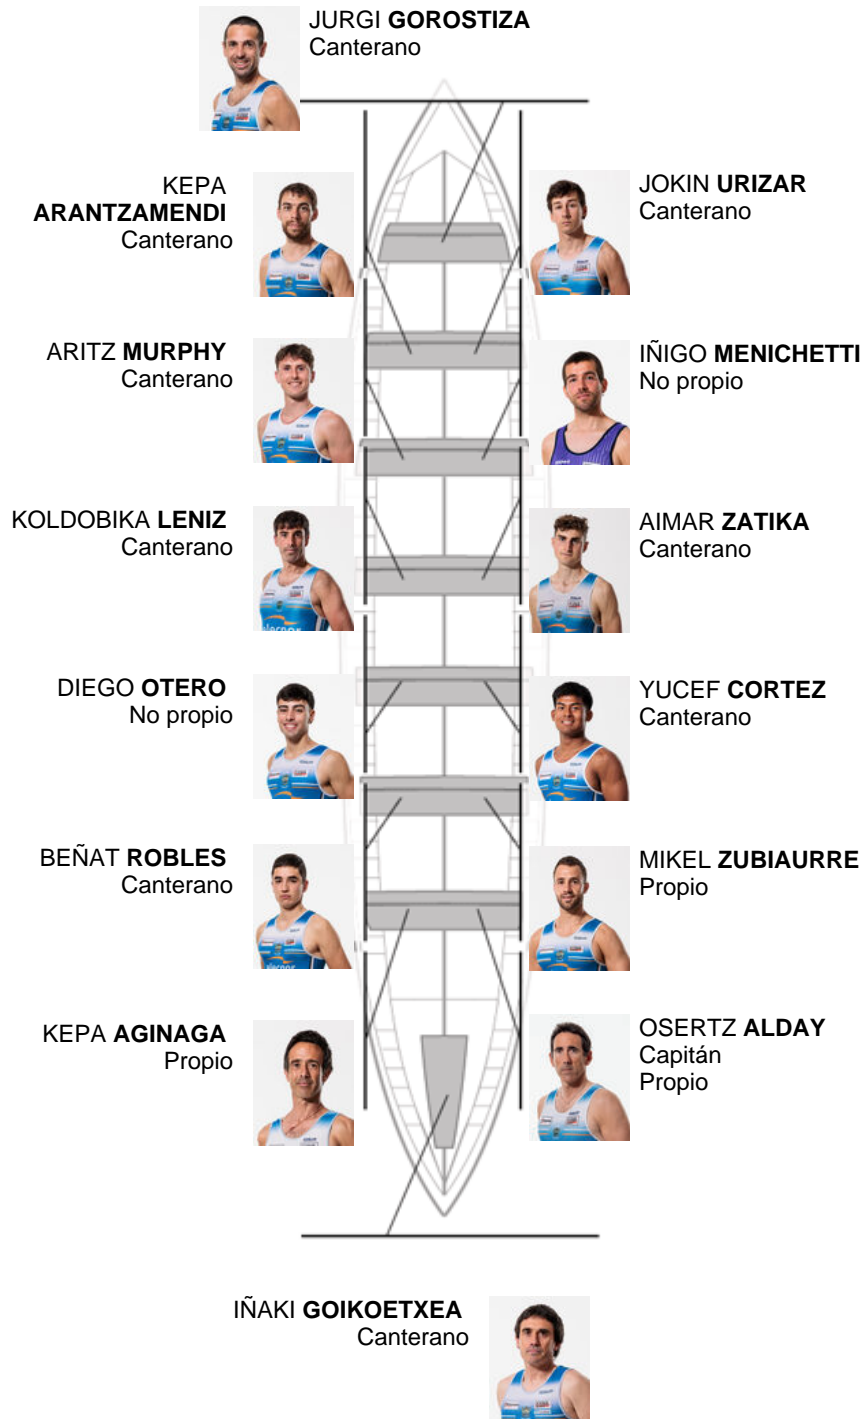 JURGI GOROSTIZA
Canterano
KEPA
ARANTZAMENDI
Canterano
JOKIN URIZAR
Canterano
ARITZ MURPHY
Canterano
IÑIGO MENICHETTI
No propio
KOLDOBIKA LENIZ
Canterano
AIMAR ZATIKA
Canterano
DIEGO OTERO
No propio
YUCEF CORTEZ
Canterano
BEÑAT ROBLES
Canterano
MIKEL ZUBIAURRE
Propio
KEPA AGINAGA
Propio
OSERTZ ALDAY
Capitán
Propio
IÑAKI GOIKOETXEA
Canterano